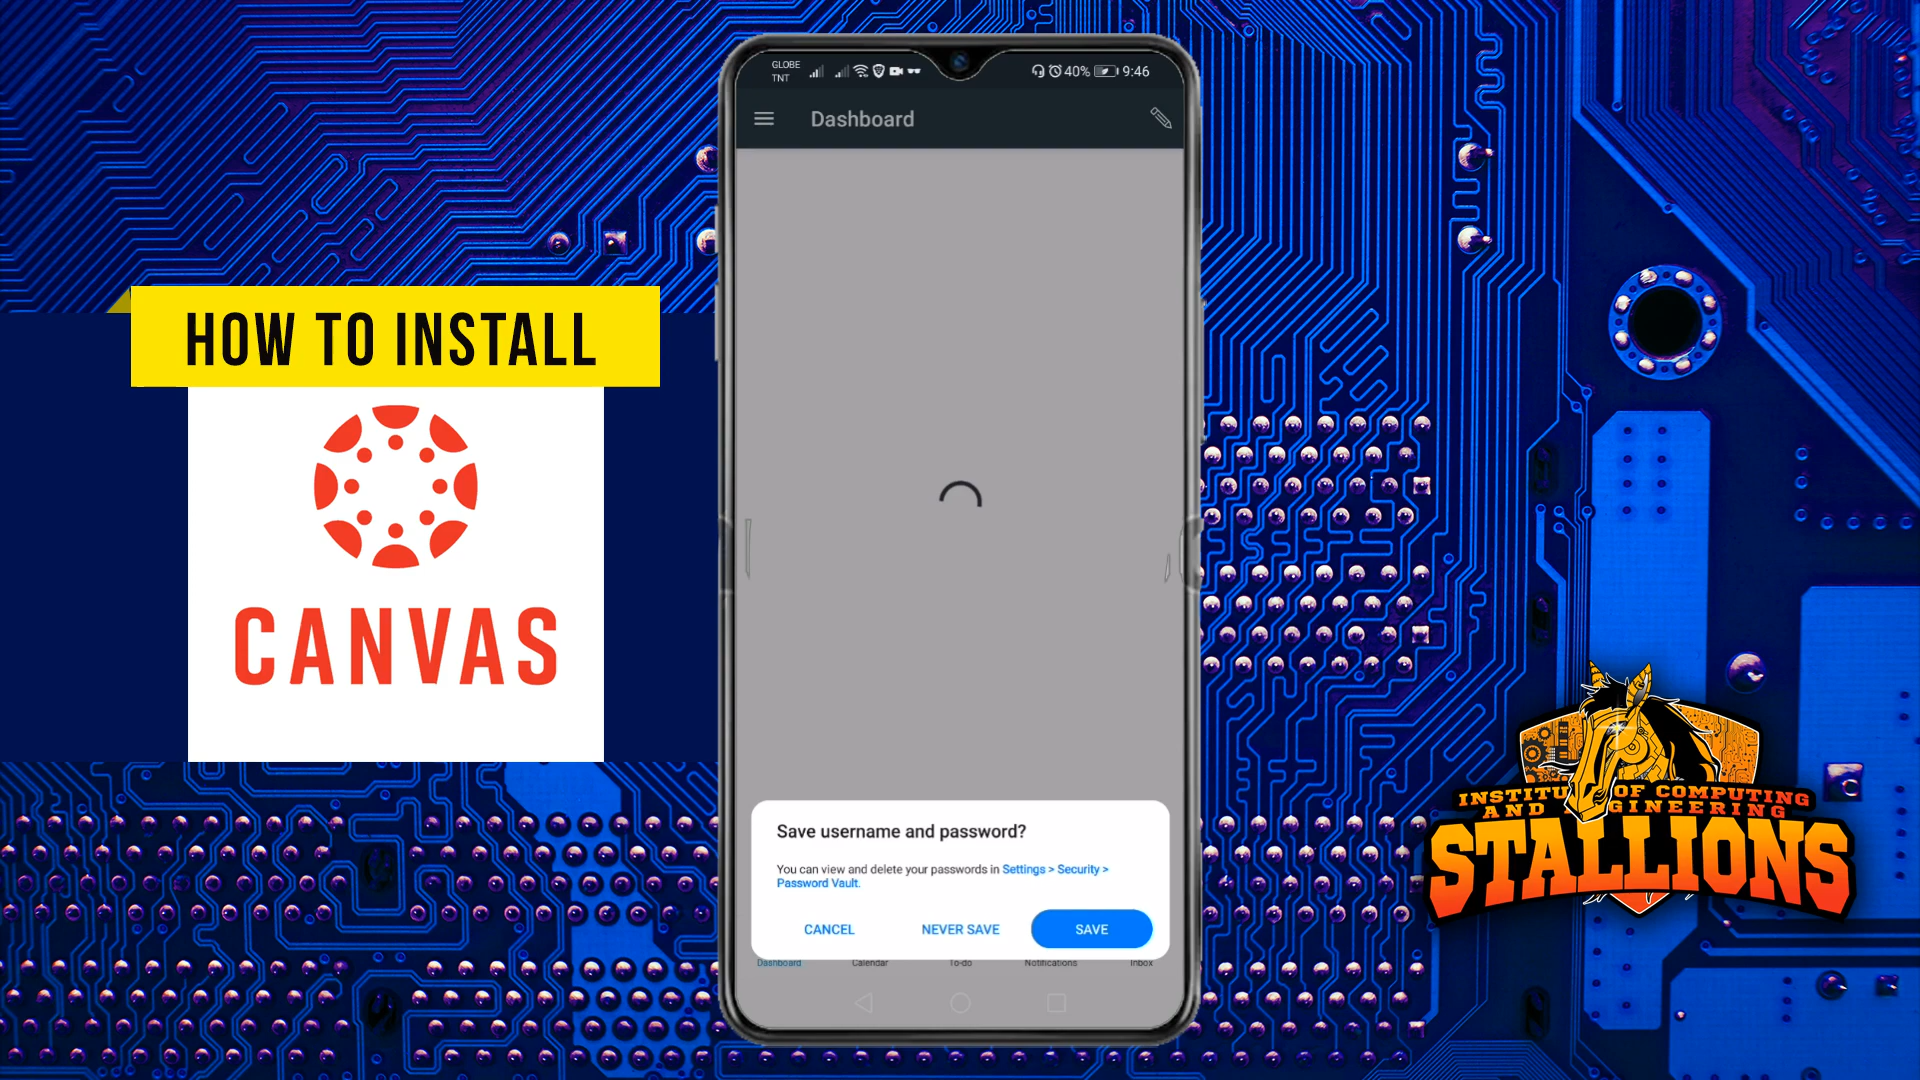 HOW TO INSTALL
CANVAS
GLOBE
TNT
40%
9:46
Dashboard
Save username and password?
You can view and delete your passwords in Settings > Security >
Password Vault.
CANCEL
NEVER SAVE
SAVE
Dashboard
Calendar
To-do
Notifications
Inbox
INSTITU OF COMPUTING
AND GINEERING
STALLIONS